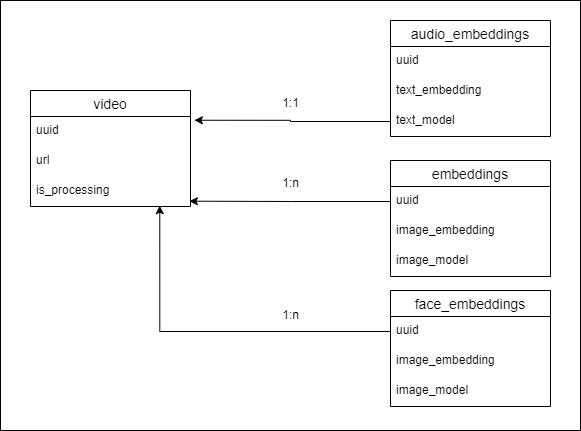 audio_embeddings
uuid
text_embedding
text_model
video
uuid
url
is_processing
1:1
embeddings
uuid
image_embedding
image_model
1:n
face_embeddings
uuid
image_embedding
image_model
1:n